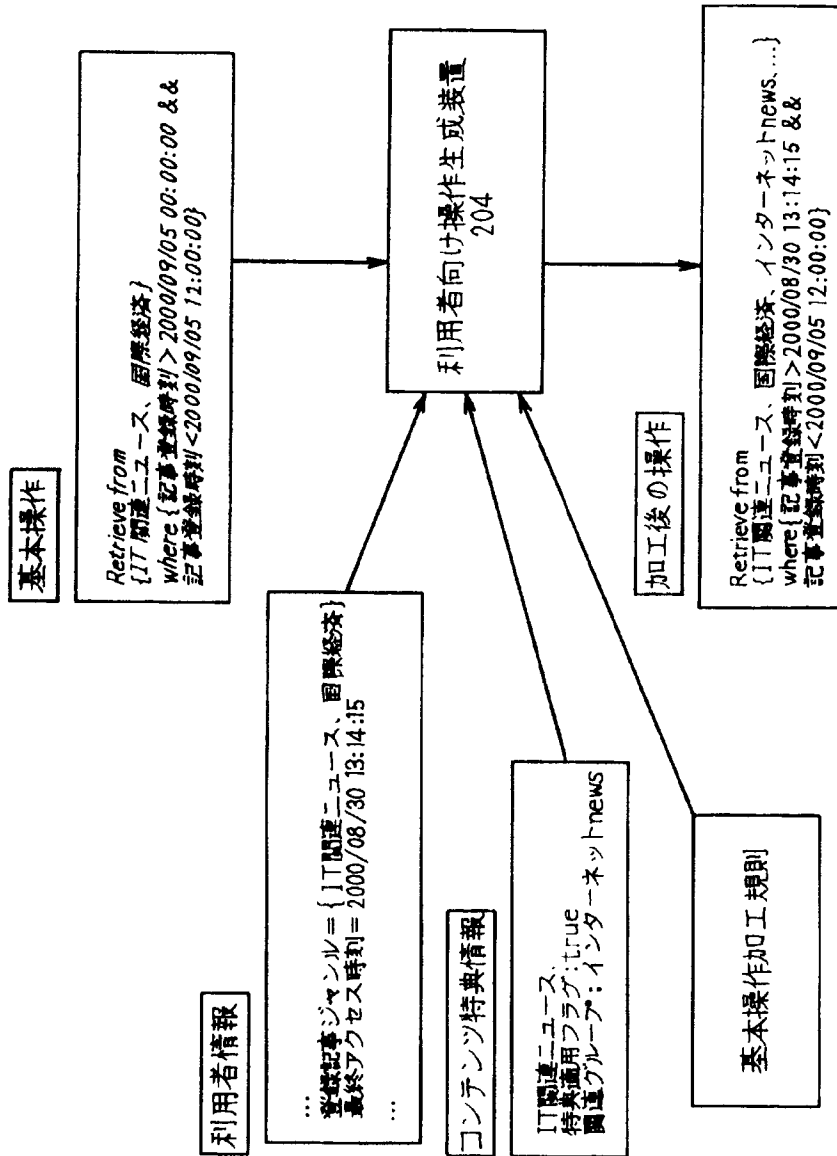 基本操作
Retrieve from
{IT関連ニュース、国際経済}
where {記事登録時刻>2000/09/05 00:00:00 &&
記事登録時刻<2000/09/05 12:00:00}
利用者情報
...
登録記事ジャンル={IT関連ニュース、国際経済}
最終アクセス時刻=2000/08/30 13:14:15
...
コンテンツ特典情報
IT関連ニュース、
特典適用フラグ:true
関連グループ:インターネットnews
基本操作加工規則
利用者向け操作生成装置
204
加工後の操作
Retrieve from
{IT関連ニュース、国際経済、インターネットnews、...}
where{記事登録時刻>2000/08/30 13:14:15 &&
記事登録時刻<2000/09/05 12:00:00}